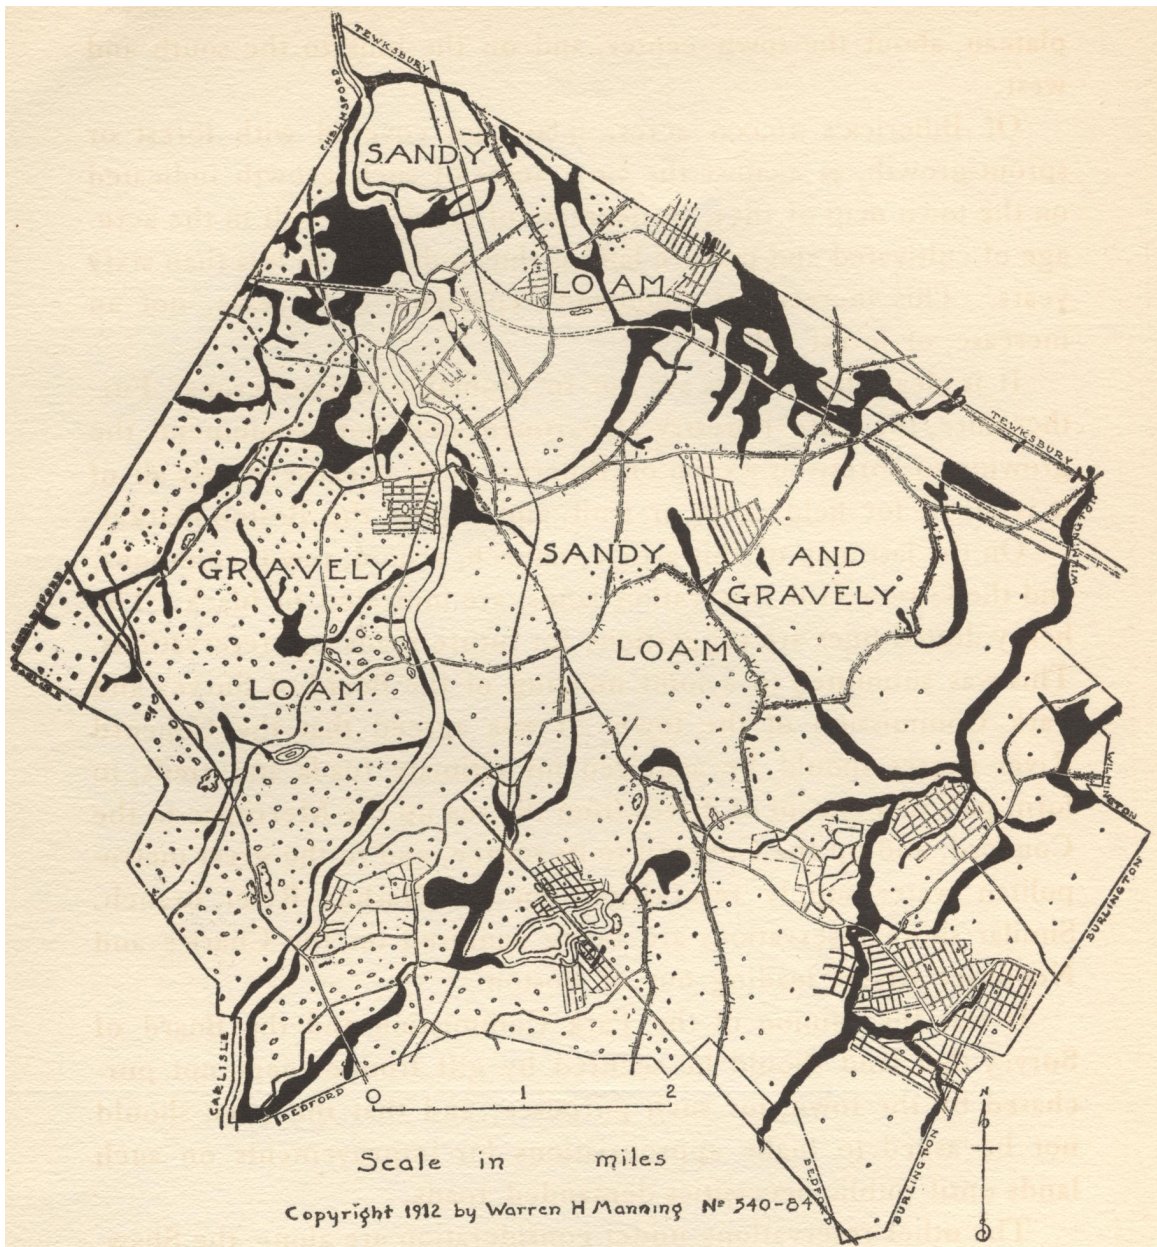 TEWKSBURY
CHELMSFORD
SANDY
LOAM
TEWKSBURY
SANDY
AND
GRAVELY
GRAVELY
LOAM
LOAM
WILMINGTON
BURLINGTON
CARLISLE
BEDFORD
0 1 2
Scale in miles
BEDFORD
BURLINGTON
N
S
Copyright 1912 by Warren H Manning No 540-84